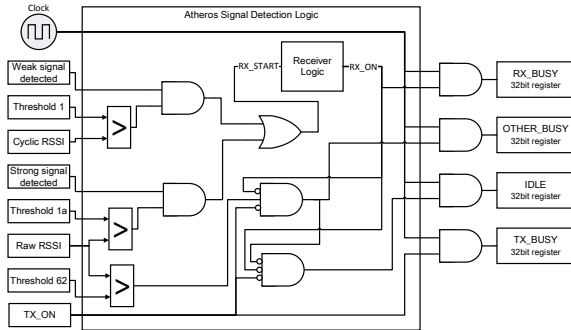 Clock
Atheros Signal Detection Logic
Weak signal
detected
Threshold 1
Cyclic RSSI
>
Strong signal
detected
Threshold 1a
Raw RSSI
>
Threshold 62
>
TX_ON
RX_START
Receiver
Logic
RX_ON
RX_BUSY
32bit register
OTHER_BUSY
32bit register
IDLE
32bit register
TX_BUSY
32bit register